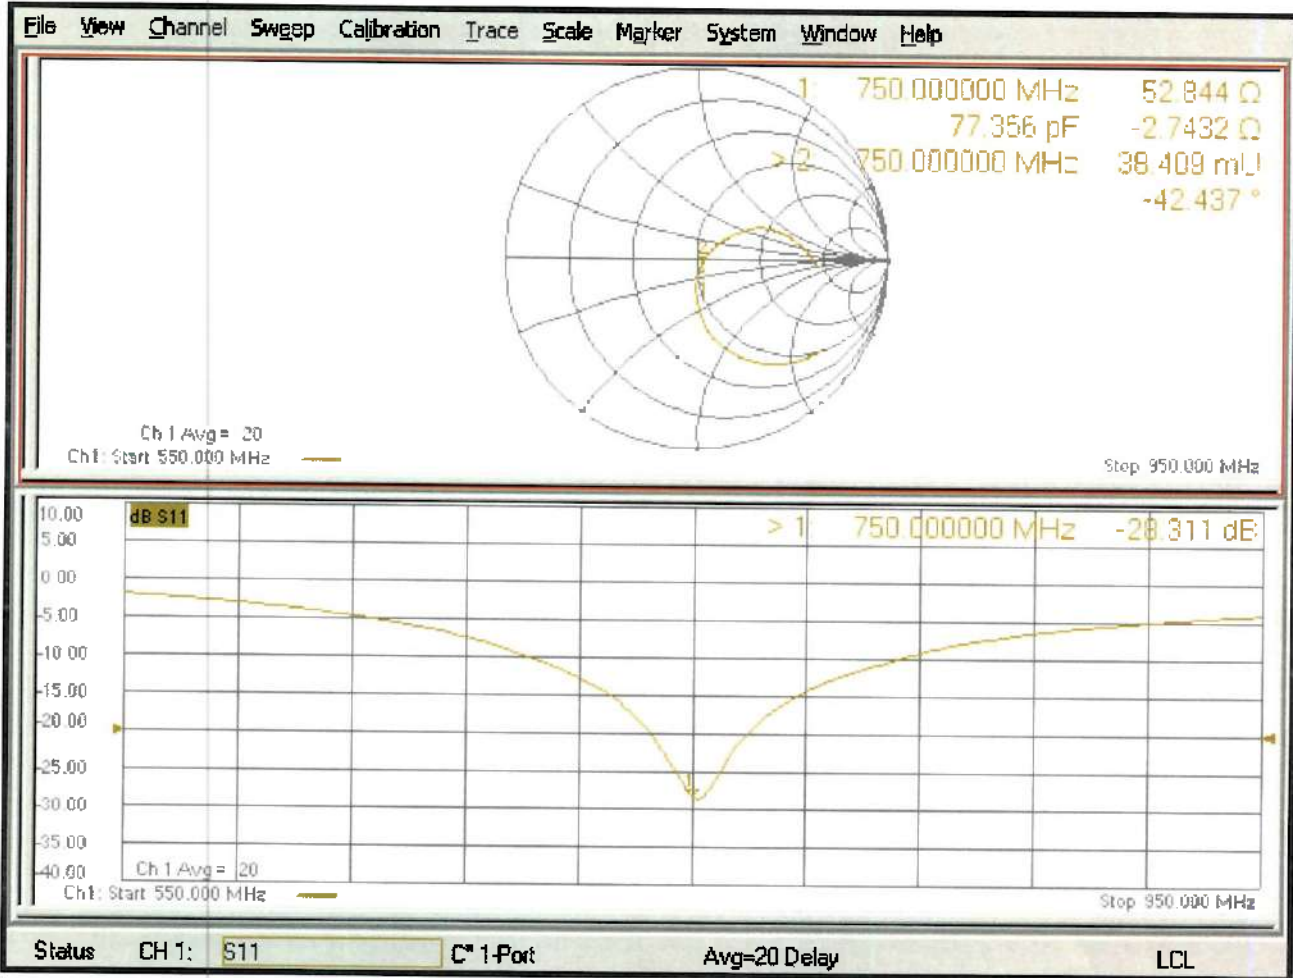 File View Channel Sweep Calibration Trace Scale Marker System Window Help
1: 750.000000 MHz 52.844 Ω
77.356 pF -2.7432 Ω
> 2: 750.000000 MHz 38.409 mU
-42.437 °
2
1
Ch 1 Avg = 20
Ch1: Start 550.000 MHz
Stop 950.000 MHz
10.00
dB S11
> 1: 750.000000 MHz -28.311 dB
5.00
0.00
-5.00
-10.00
-15.00
-20.00
-25.00
1
-30.00
-35.00
-40.00
Ch 1 Avg = 20
Ch1: Start 550.000 MHz
Stop 950.000 MHz
Status CH 1: S11 C* 1-Port Avg=20 Delay LCL